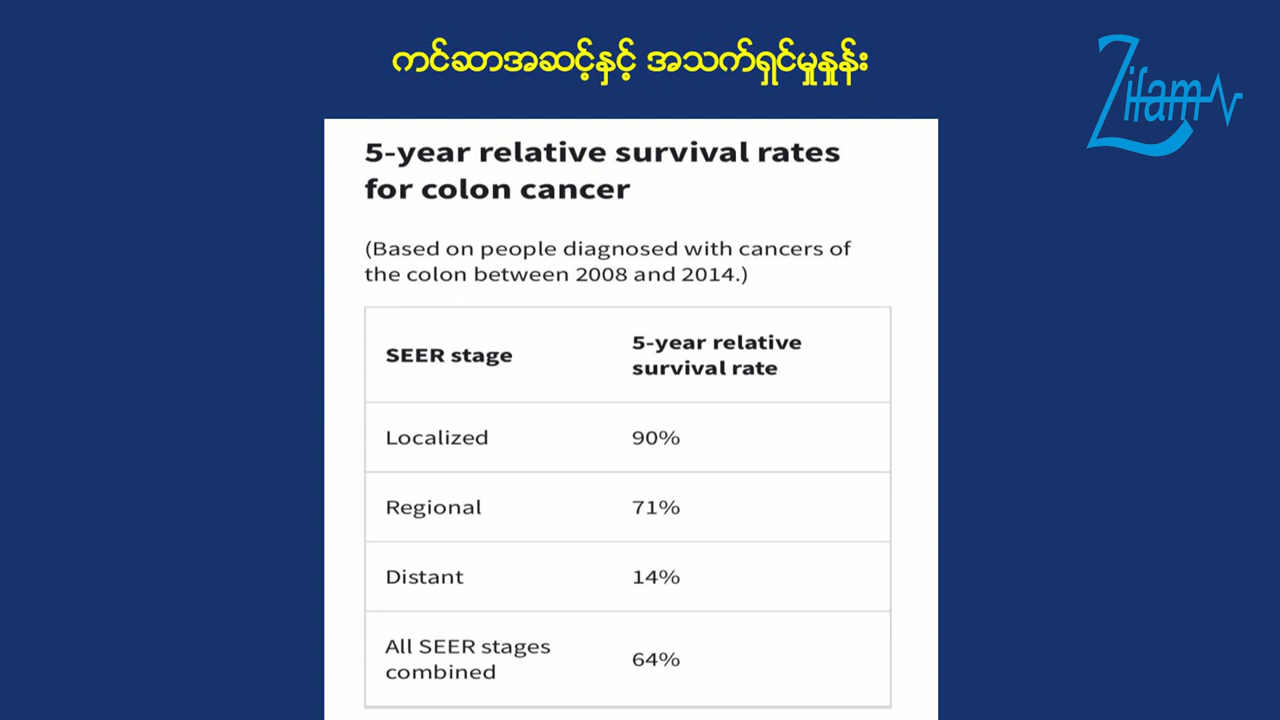 ကင်ဆာအဆင့်နှင့် အသက်ရှင်မှုနှုန်း
Zifam
5-year relative survival rates
for colon cancer
(Based on people diagnosed with cancers of
the colon between 2008 and 2014.)
SEER stage
5-year relative
survival rate
Localized 90%
Regional 71%
Distant 14%
All SEER stages
combined
64%